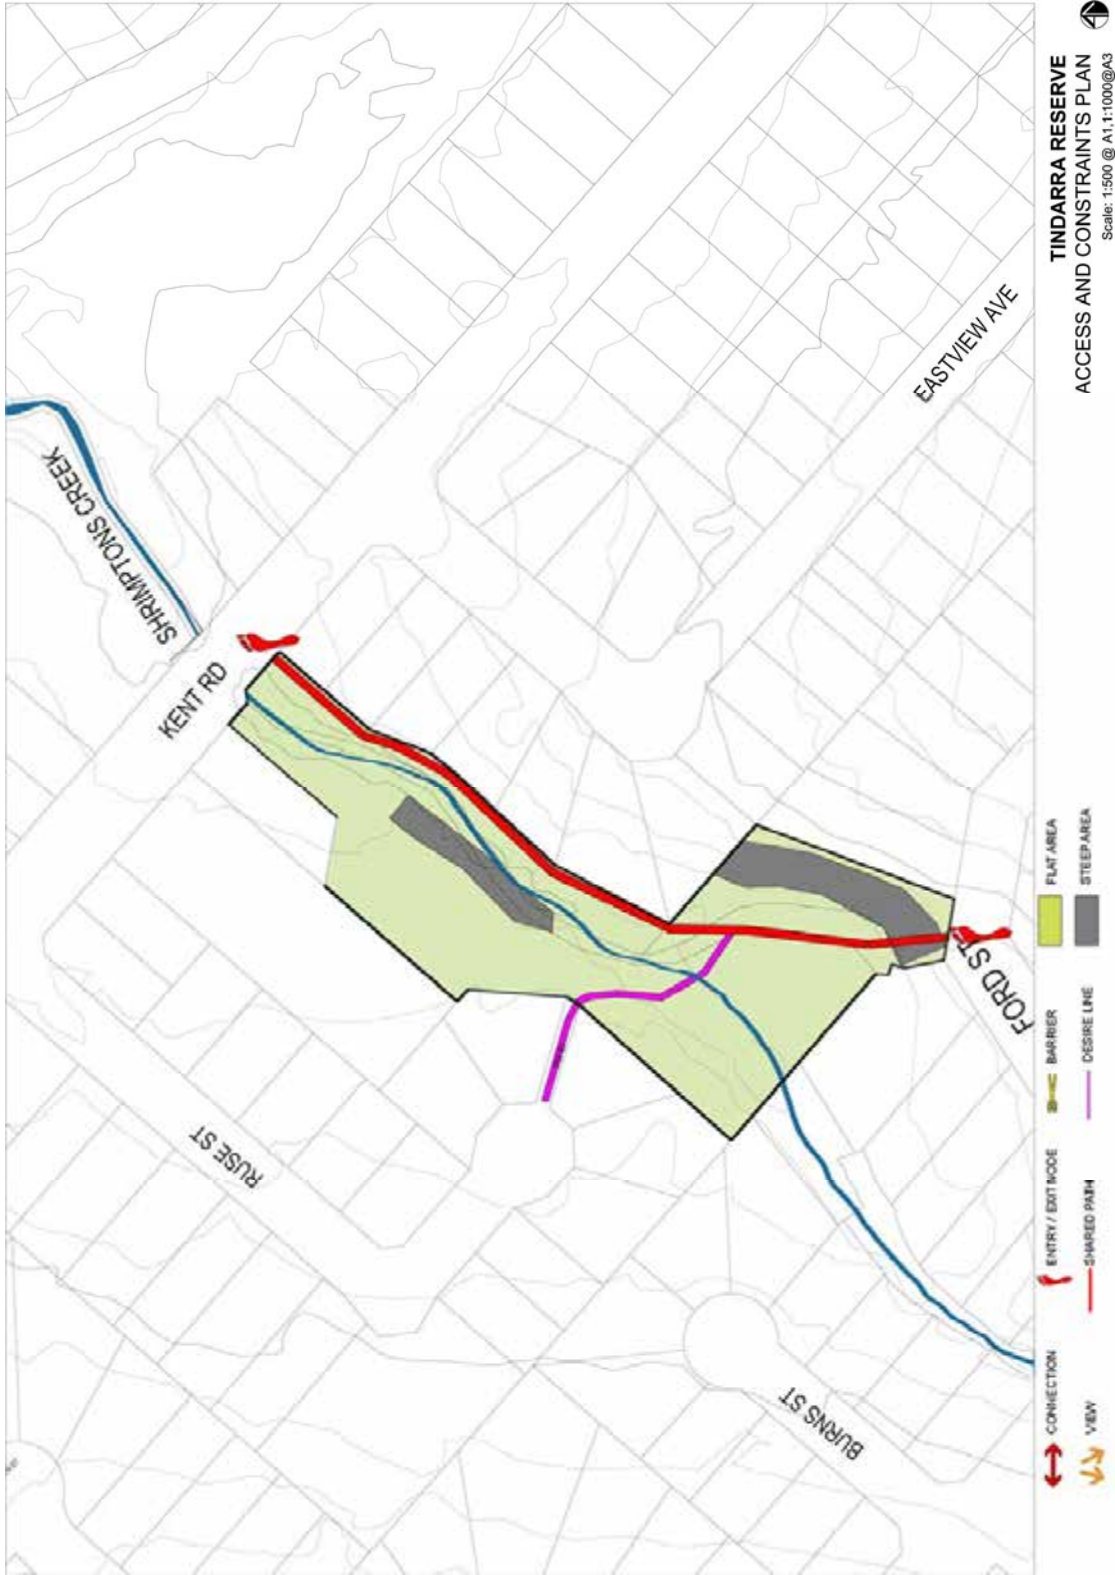 SHRIMPTONS CREEK
KENT RD
EASTVIEW AVE
RUSE ST
FORD ST
BURNS ST
TINDARRA RESERVE
ACCESS AND CONSTRAINTS PLAN
Scale: 1:500 @ A1,1:1000@A3
CONNECTION
ENTRY / EXIT NODE
BARRIER
FLAT AREA
VIEW
SHARED PATH
DESIRE LINE
STEEP AREA